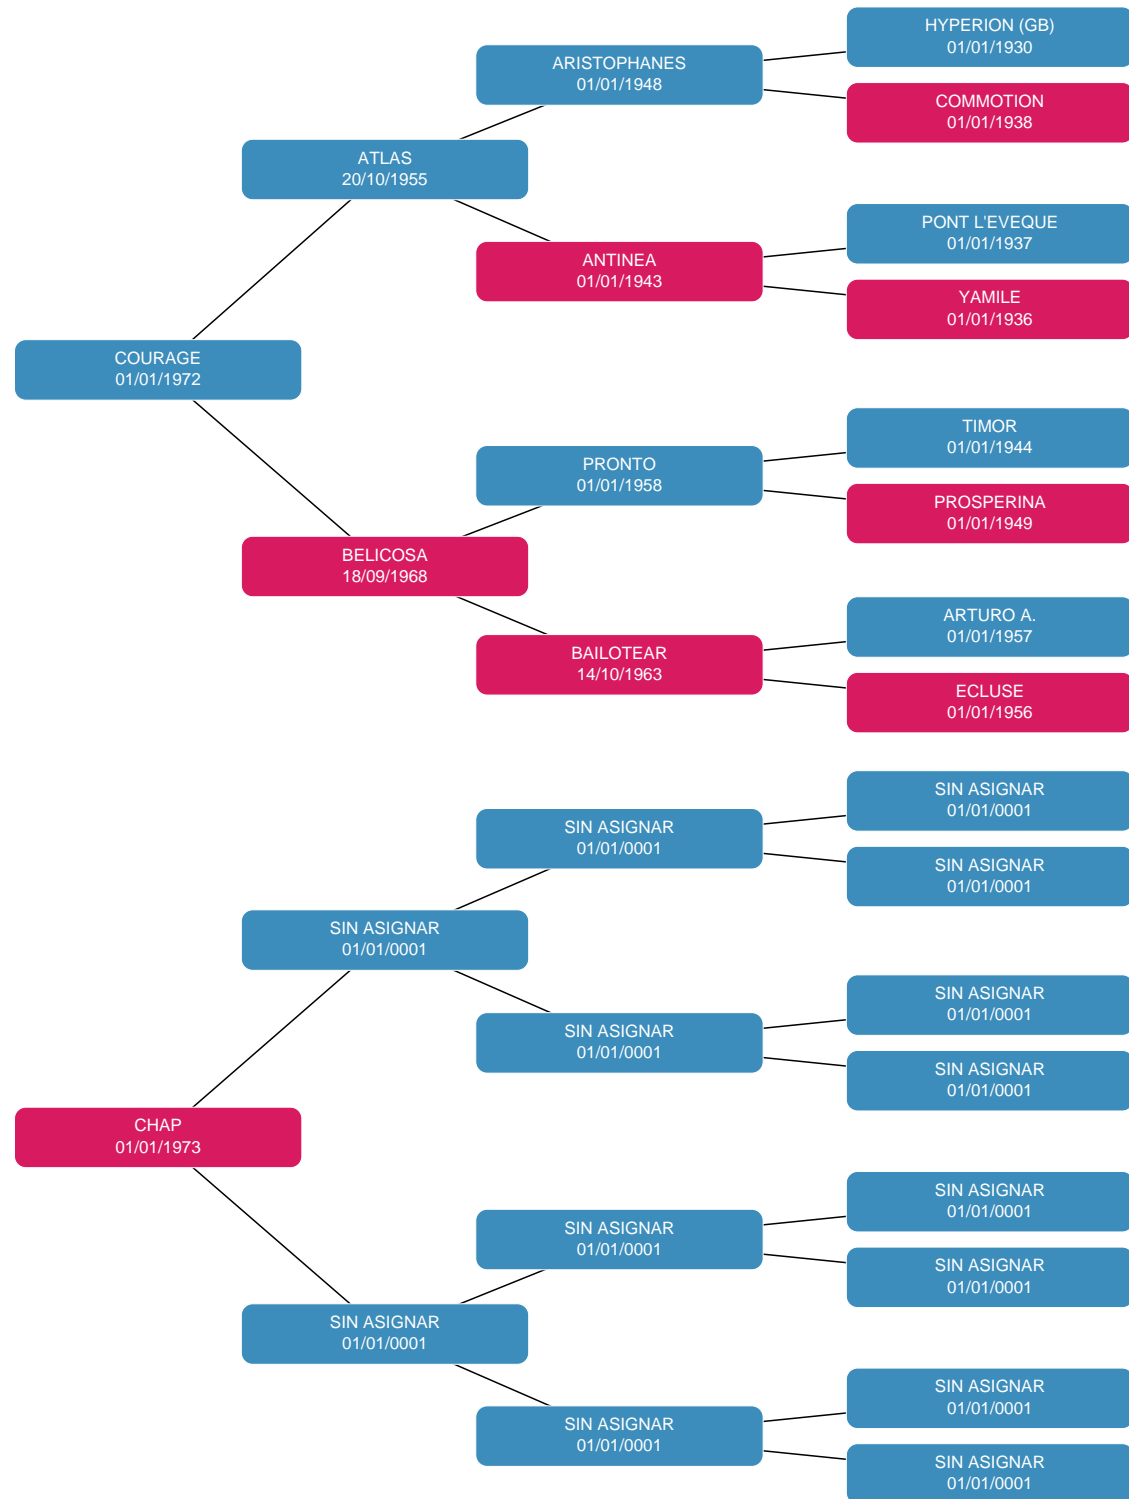 HYPERION (GB)
01/01/1930
ARISTOPHANES
01/01/1948
COMMOTION
01/01/1938
ATLAS
20/10/1955
PONT L'EVEQUE
01/01/1937
ANTINEA
01/01/1943
YAMILE
01/01/1936
COURAGE
01/01/1972
TIMOR
01/01/1944
PRONTO
01/01/1958
PROSPERINA
01/01/1949
BELICOSA
18/09/1968
ARTURO A.
01/01/1957
BAILOTEAR
14/10/1963
ECLUSE
01/01/1956
SIN ASIGNAR
01/01/0001
SIN ASIGNAR
01/01/0001
SIN ASIGNAR
01/01/0001
SIN ASIGNAR
01/01/0001
SIN ASIGNAR
01/01/0001
SIN ASIGNAR
01/01/0001
SIN ASIGNAR
01/01/0001
CHAP
01/01/1973
SIN ASIGNAR
01/01/0001
SIN ASIGNAR
01/01/0001
SIN ASIGNAR
01/01/0001
SIN ASIGNAR
01/01/0001
SIN ASIGNAR
01/01/0001
SIN ASIGNAR
01/01/0001
SIN ASIGNAR
01/01/0001